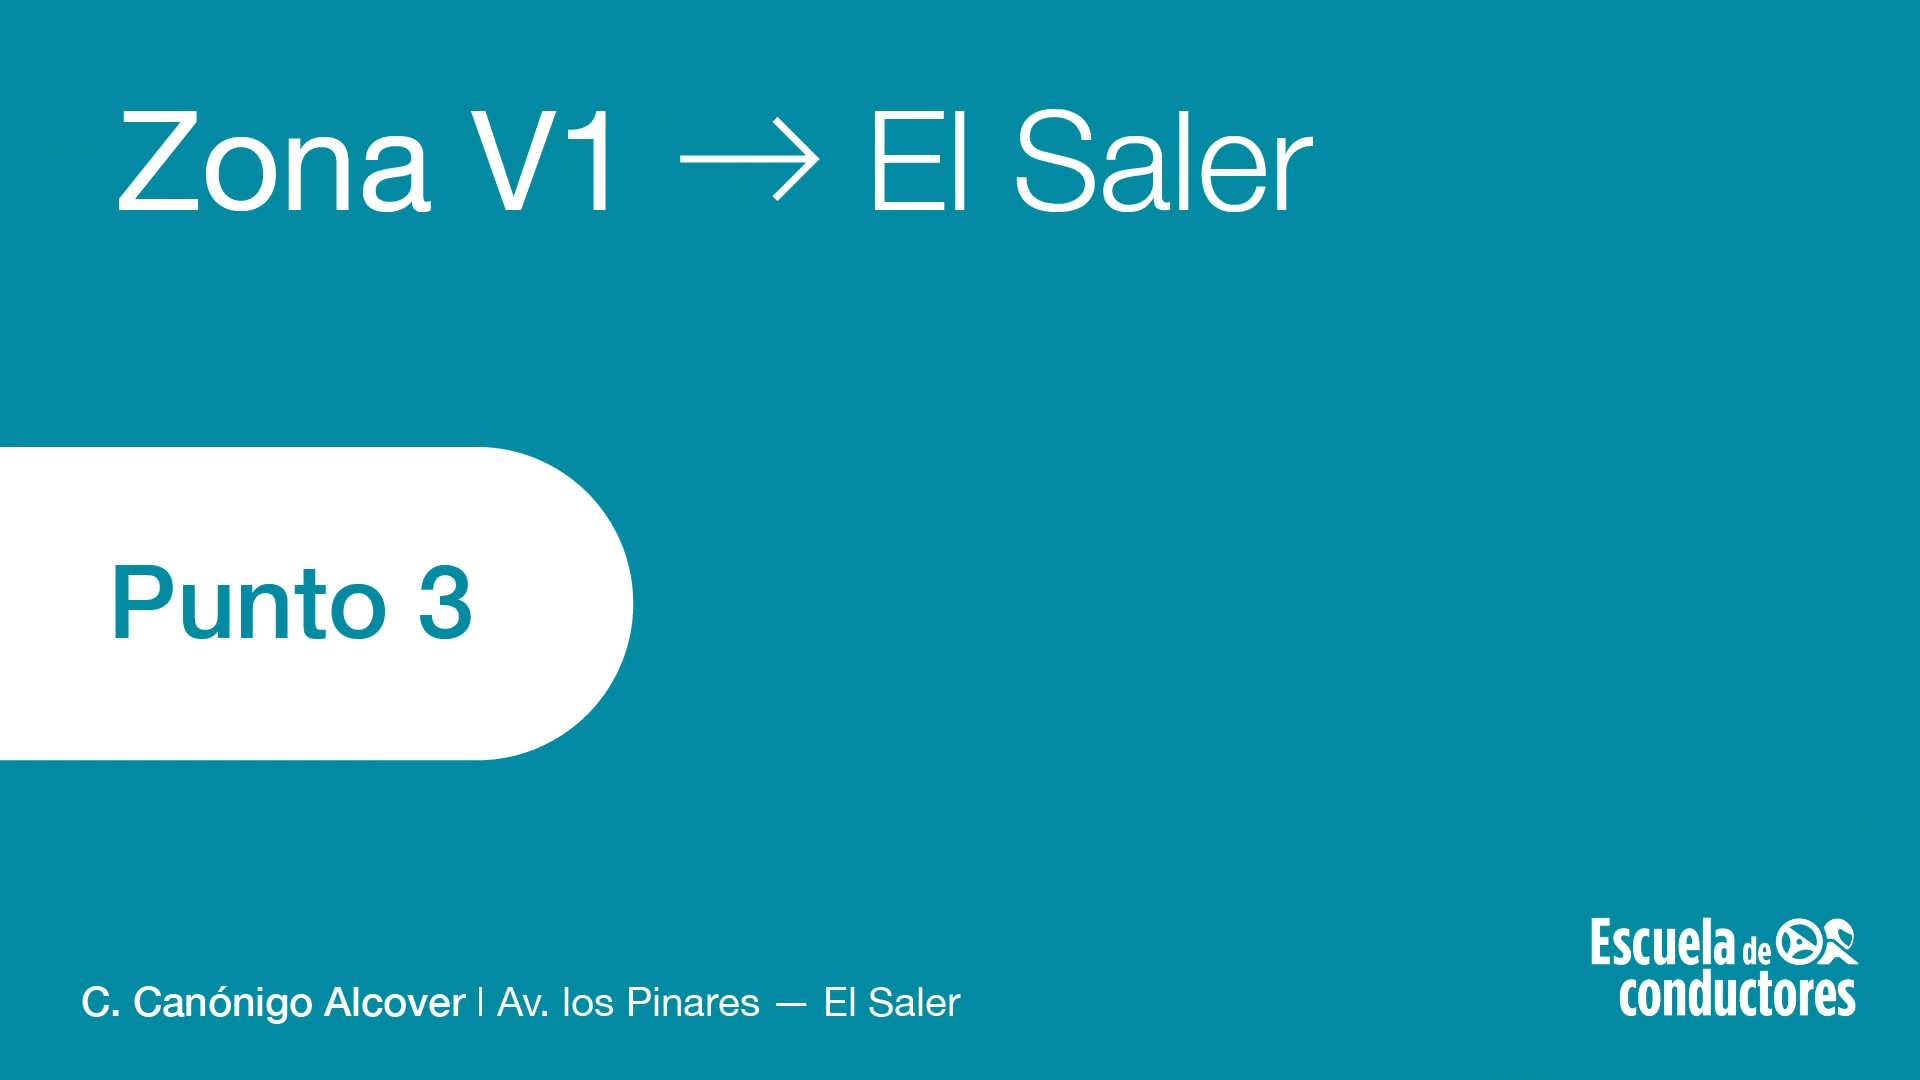 Zona V1 → El Saler
Punto 3
C. Canónigo Alcover | Av. los Pinares — El Saler
Escuela de
conductores